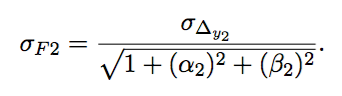 σ_{F2} = \frac{σ_{Δ_{y_2}}}{\sqrt{1 + (α_2)^2 + (β_2)^2}}.